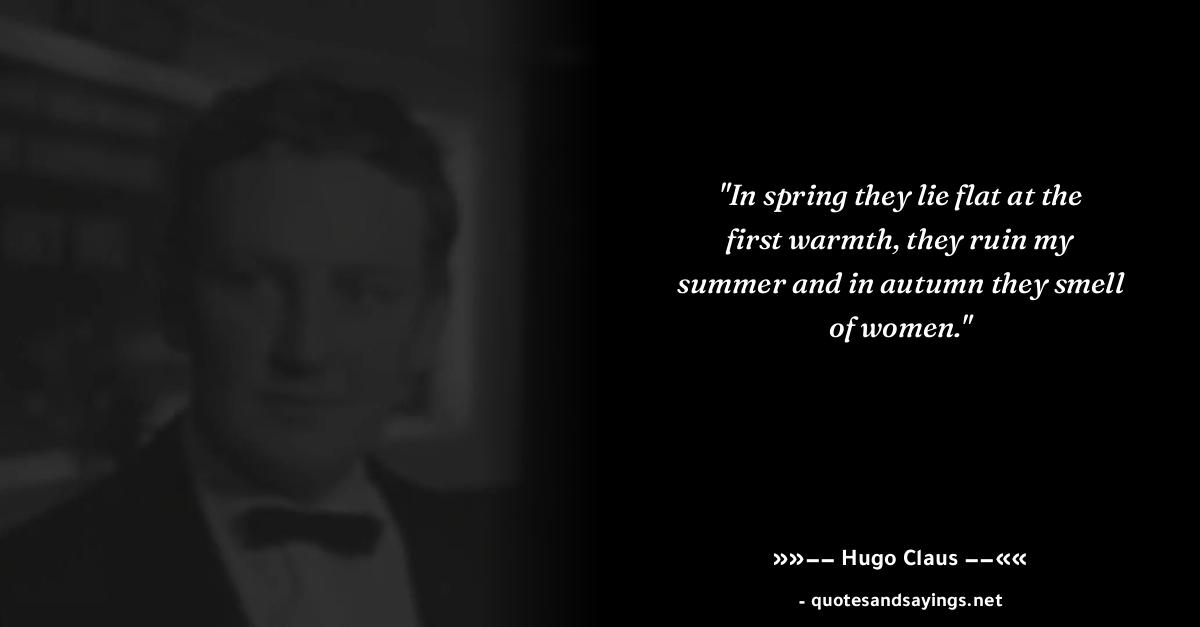 "In spring they lie flat at the
first warmth, they ruin my
summer and in autumn they smell
of women."
»»−− Hugo Claus −−««
- quotesandsayings.net